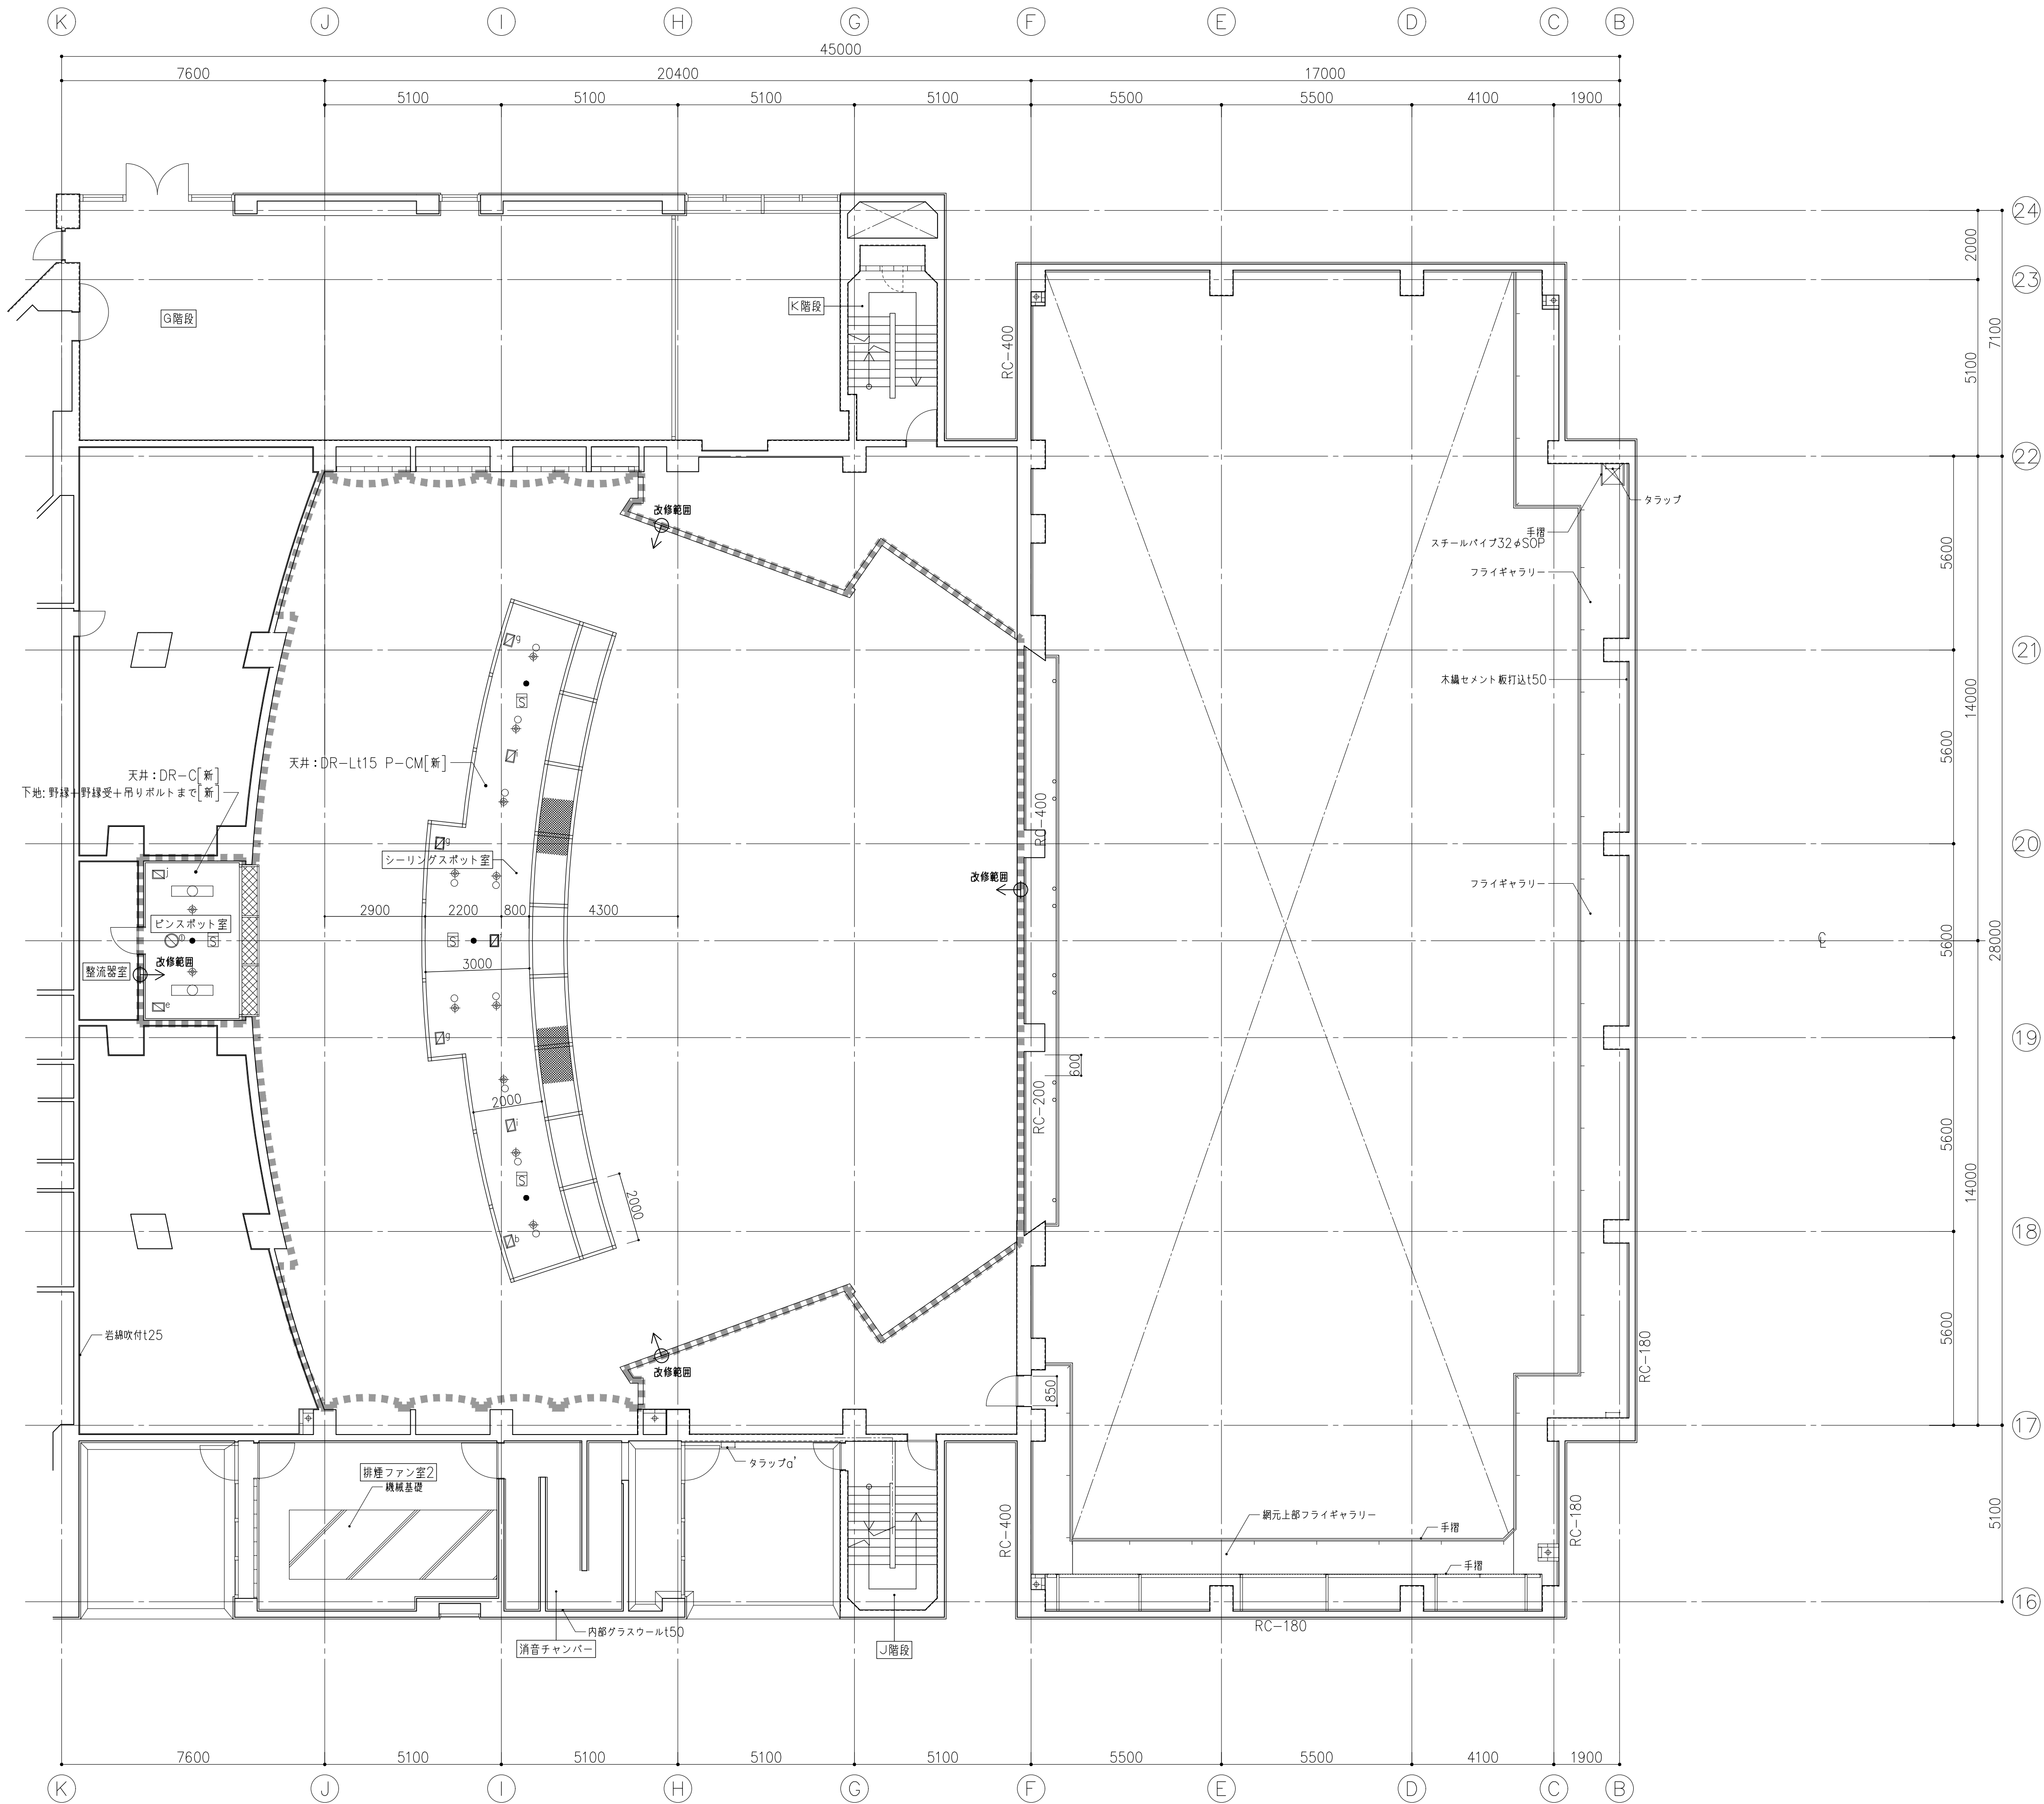 K J I H G F E D C B
45000
7600 20400 17000
5100 5100 5100 5100 5500 5500 4100 1900
24
2000
23
K階段
G階段
RC-400
7100
5100
22
改修範囲
タラップ
手摺
スチールパイプ32φSOP
5600
フライギャラリー
g
21
木繊セメント板打込t50
S
14000
天井:DR-Lt15 P-CM[新]
i
5600
天井:DR-C[新]
下地:野縁+野縁受+吊りボルトまで[新]
RC-400
g
20
シーリングスポット室
j
改修範囲
フライギャラリー
2900 2200 800 4300
ピンスポット室
S
S
5600
28000
CL
整流器室
改修範囲
3000
e
g
19
600
2000
RC-200
i
5600
S
14000
2000
b
18
岩綿吹付t25
5600
RC-180
改修範囲
850
17
タラップa'
排煙ファン室2
機械基礎
網元上部フライギャラリー
手摺
RC-400
RC-180
5100
手摺
16
内部グラスウールt50
消音チャンバー
J階段
RC-180
7600 5100 5100 5100 5100 5500 5500 4100 1900
K J I H G F E D C B